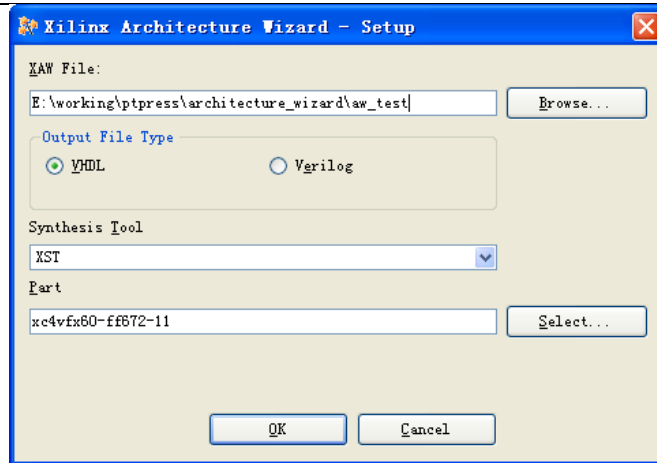 Xilinx Architecture Wizard - Setup
XAW File:
E:\working\ptpress\architecture_wizard\aw_test
Browse...
Output File Type
VHDL
Verilog
Synthesis Tool
XST
Part
xc4vfx60-ff672-11
Select...
OK
Cancel